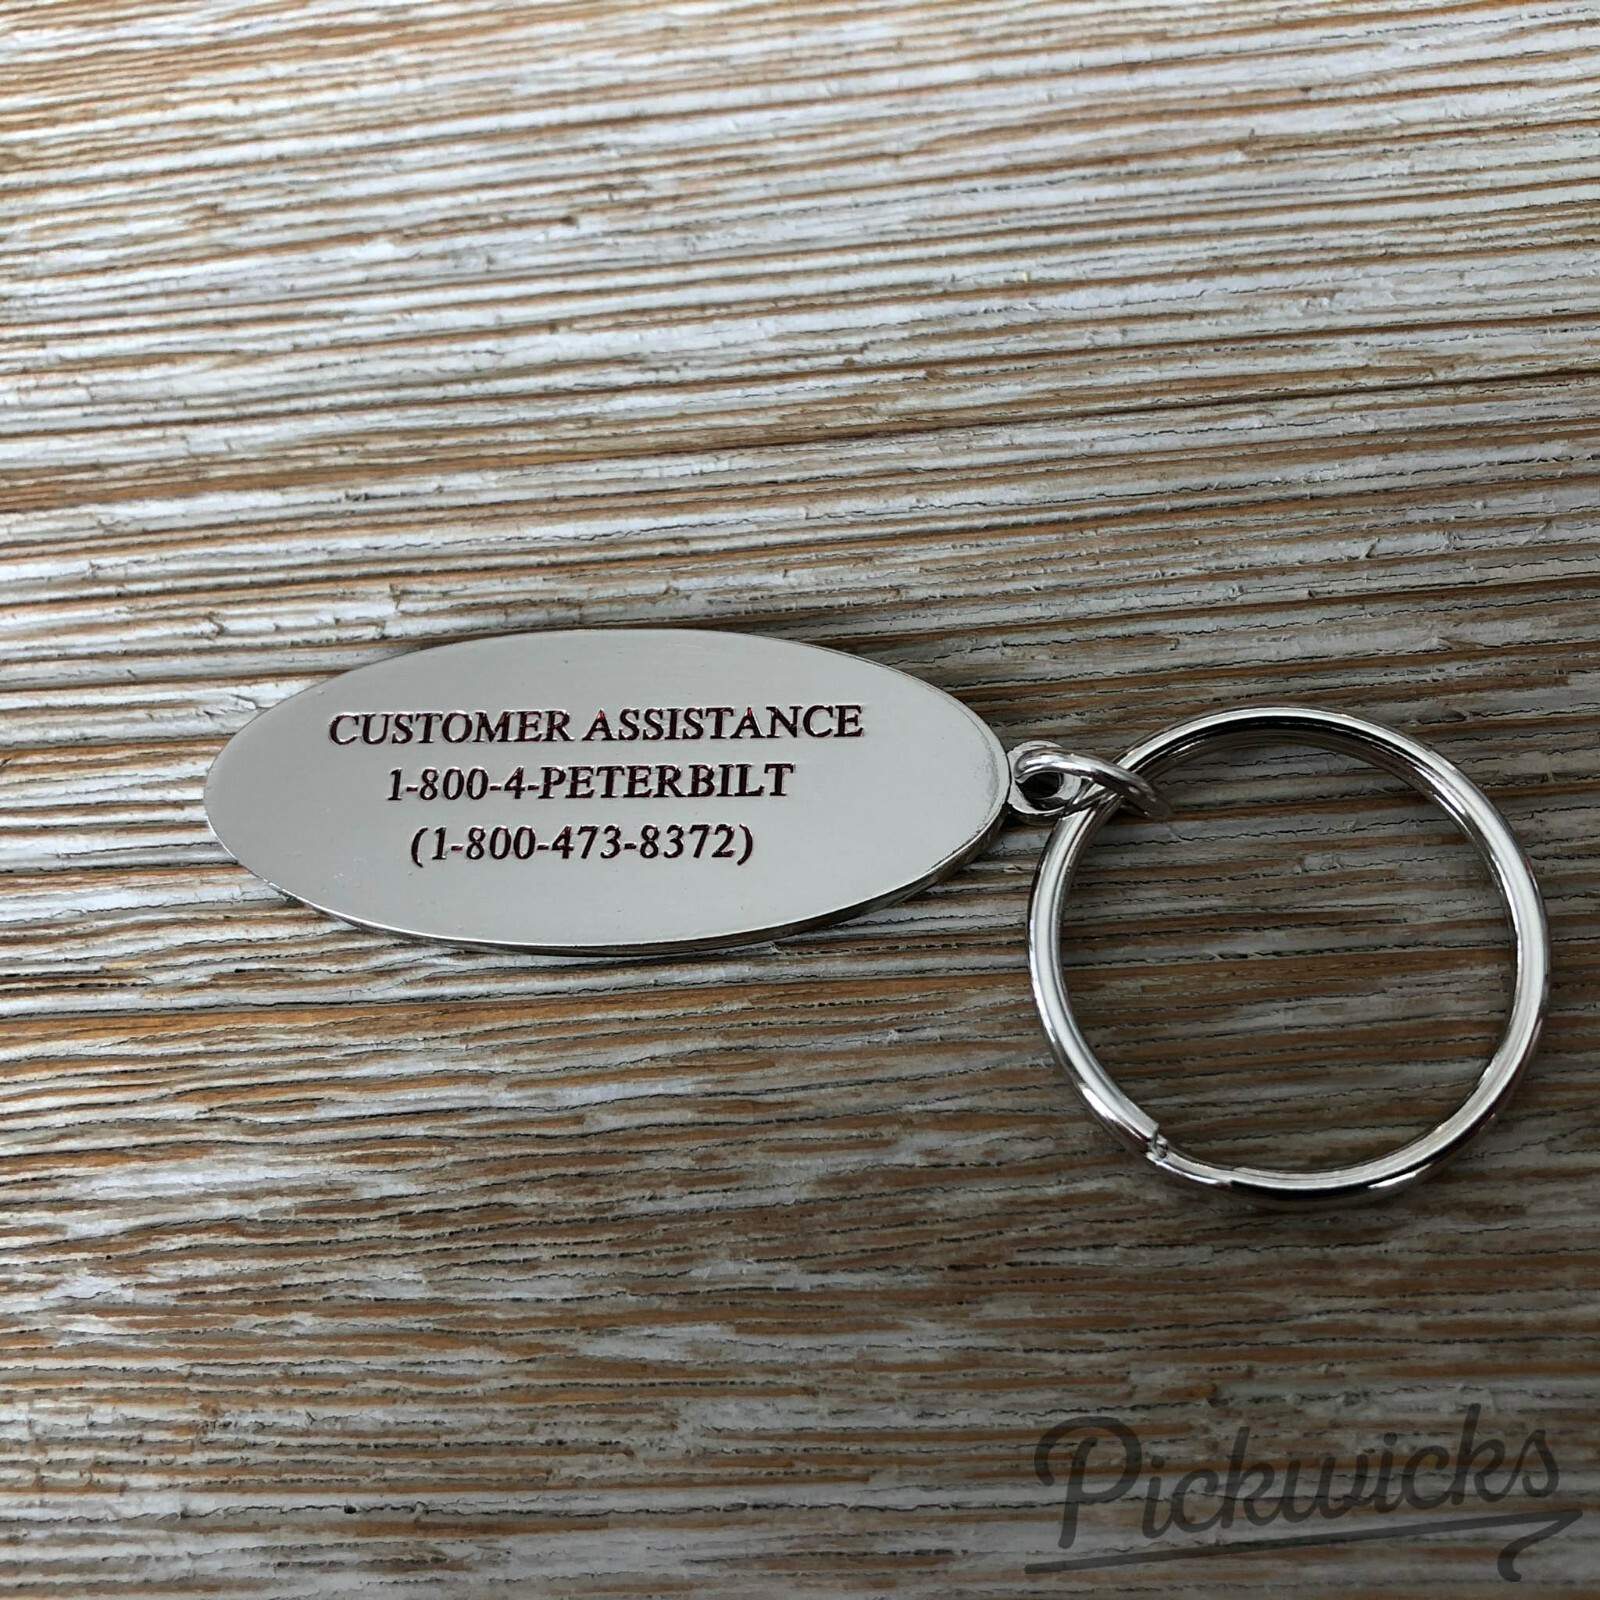 CUSTOMER ASSISTANCE
1-800-4-PETERBILT
(1-800-473-8372)
Pickwicks